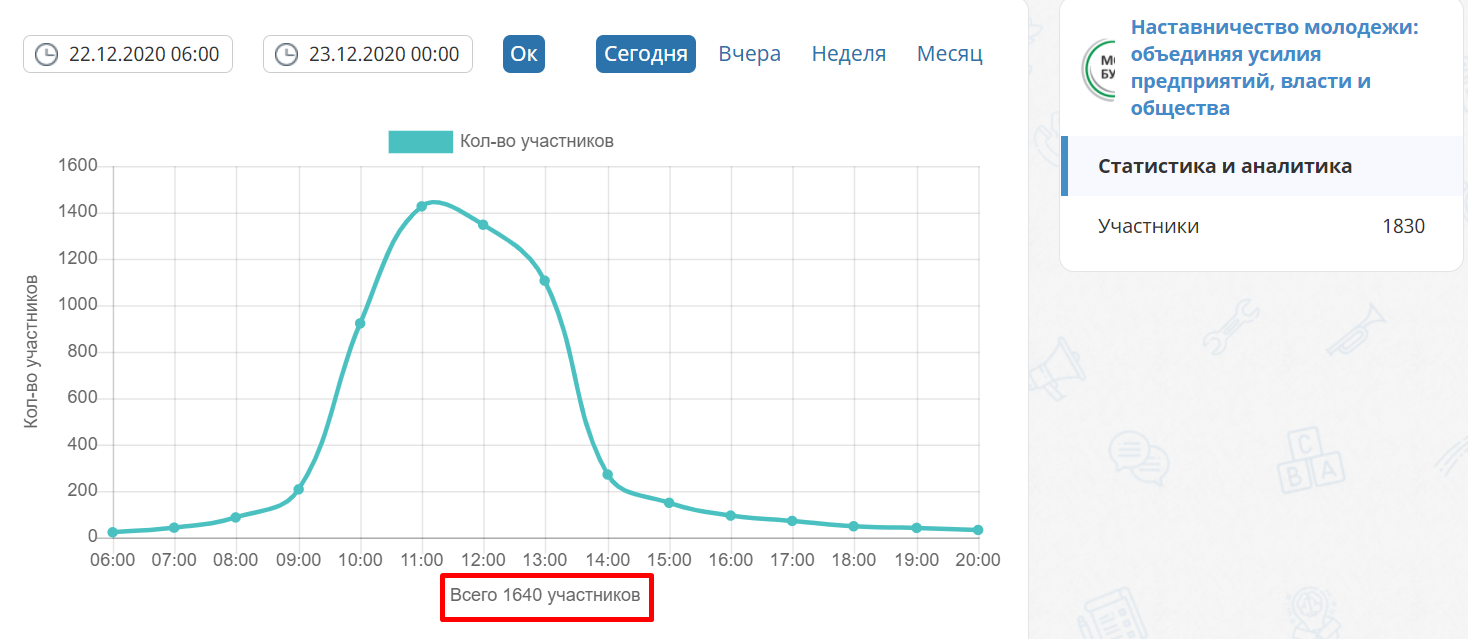 22.12.2020 06:00
23.12.2020 00:00
Ок
Сегодня
Вчера
Неделя
Месяц
Кол-во участников
Кол-во участников
1600
1400
1200
1000
800
600
400
200
0
06:00 07:00 08:00 09:00 10:00 11:00 12:00 13:00 14:00 15:00 16:00 17:00 18:00 19:00 20:00
Всего 1640 участников
Наставничество молодежи:
объединяя усилия
предприятий, власти и
общества
Статистика и аналитика
Участники 1830
C
B A